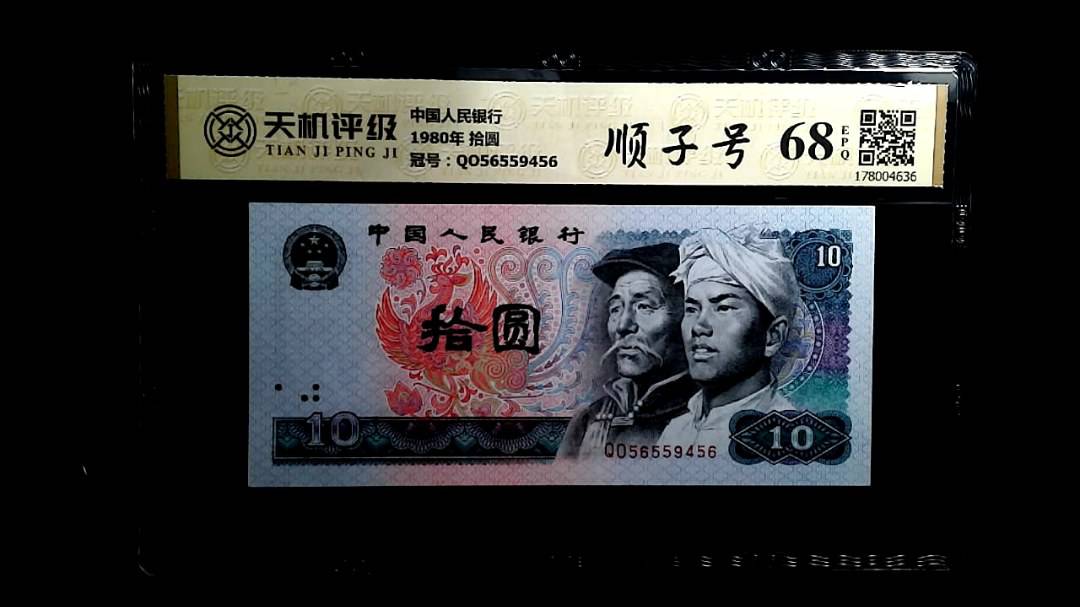 天机评级
TIAN JI PING JI
中国人民银行
1980年 拾圆
冠号：QO56559456
顺子号
68
EPQ
178004636
中国人民银行
10
拾圆
10
QO56559456
10